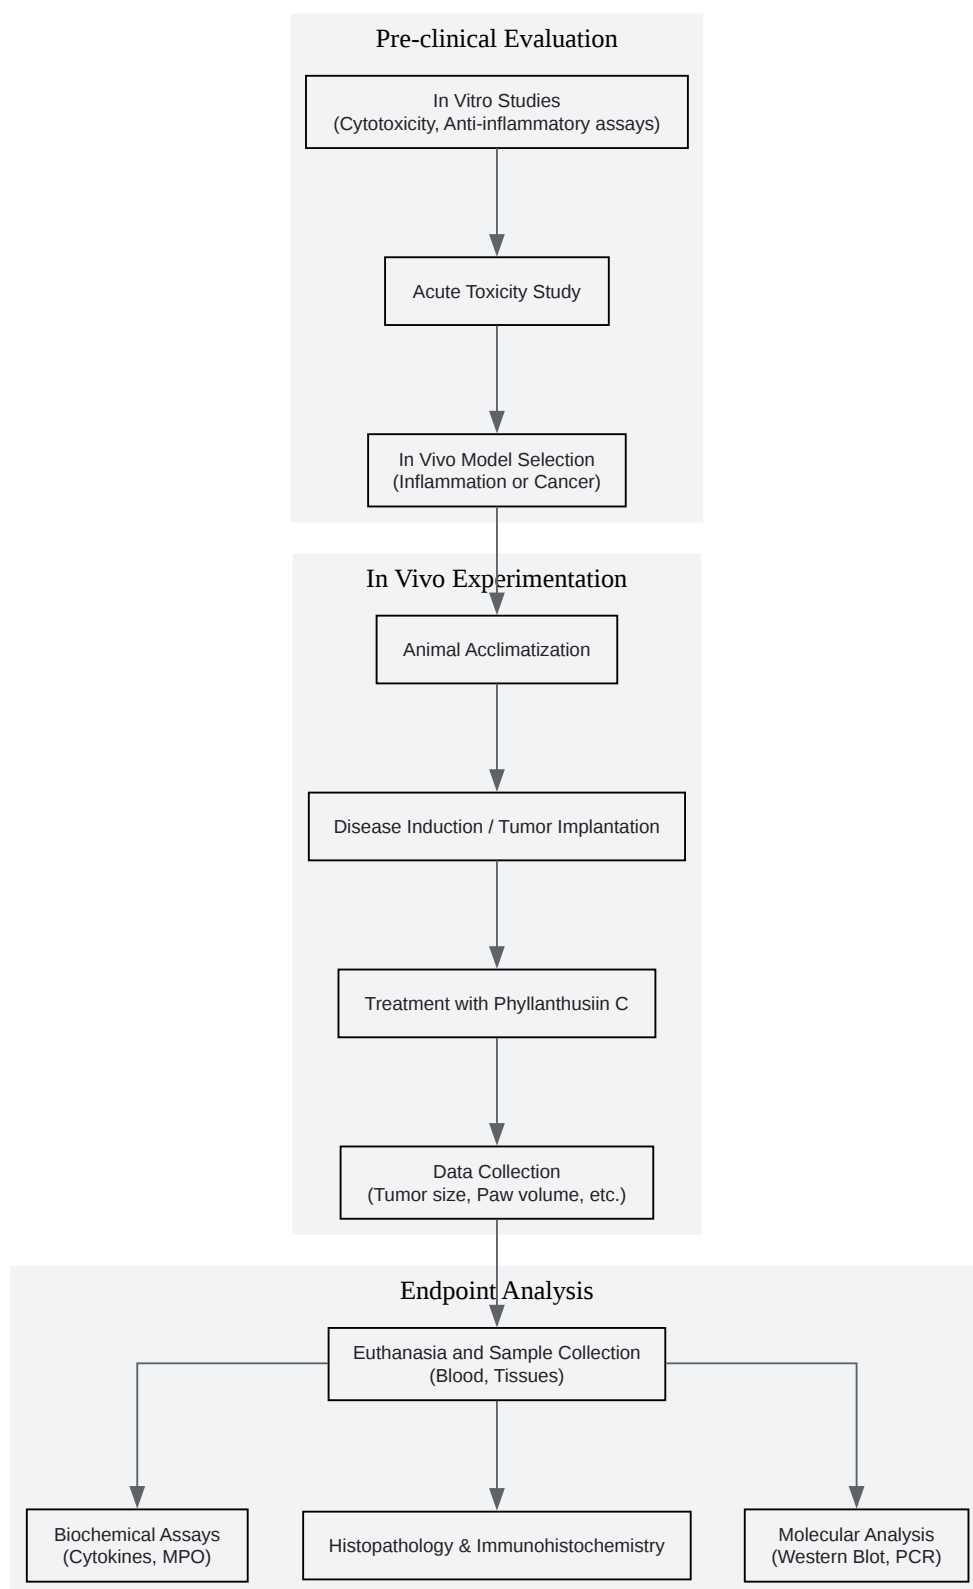 Pre-clinical Evaluation
In Vitro Studies
(Cytotoxicity, Anti-inflammatory assays)
Acute Toxicity Study
In Vivo Model Selection
(Inflammation or Cancer)
In Vivo Experimentation
Animal Acclimatization
Disease Induction / Tumor Implantation
Treatment with Phyllanthusiin C
Data Collection
(Tumor size, Paw volume, etc.)
Endpoint Analysis
Euthanasia and Sample Collection
(Blood, Tissues)
Biochemical Assays
(Cytokines, MPO)
Histopathology & Immunohistochemistry
Molecular Analysis
(Western Blot, PCR)